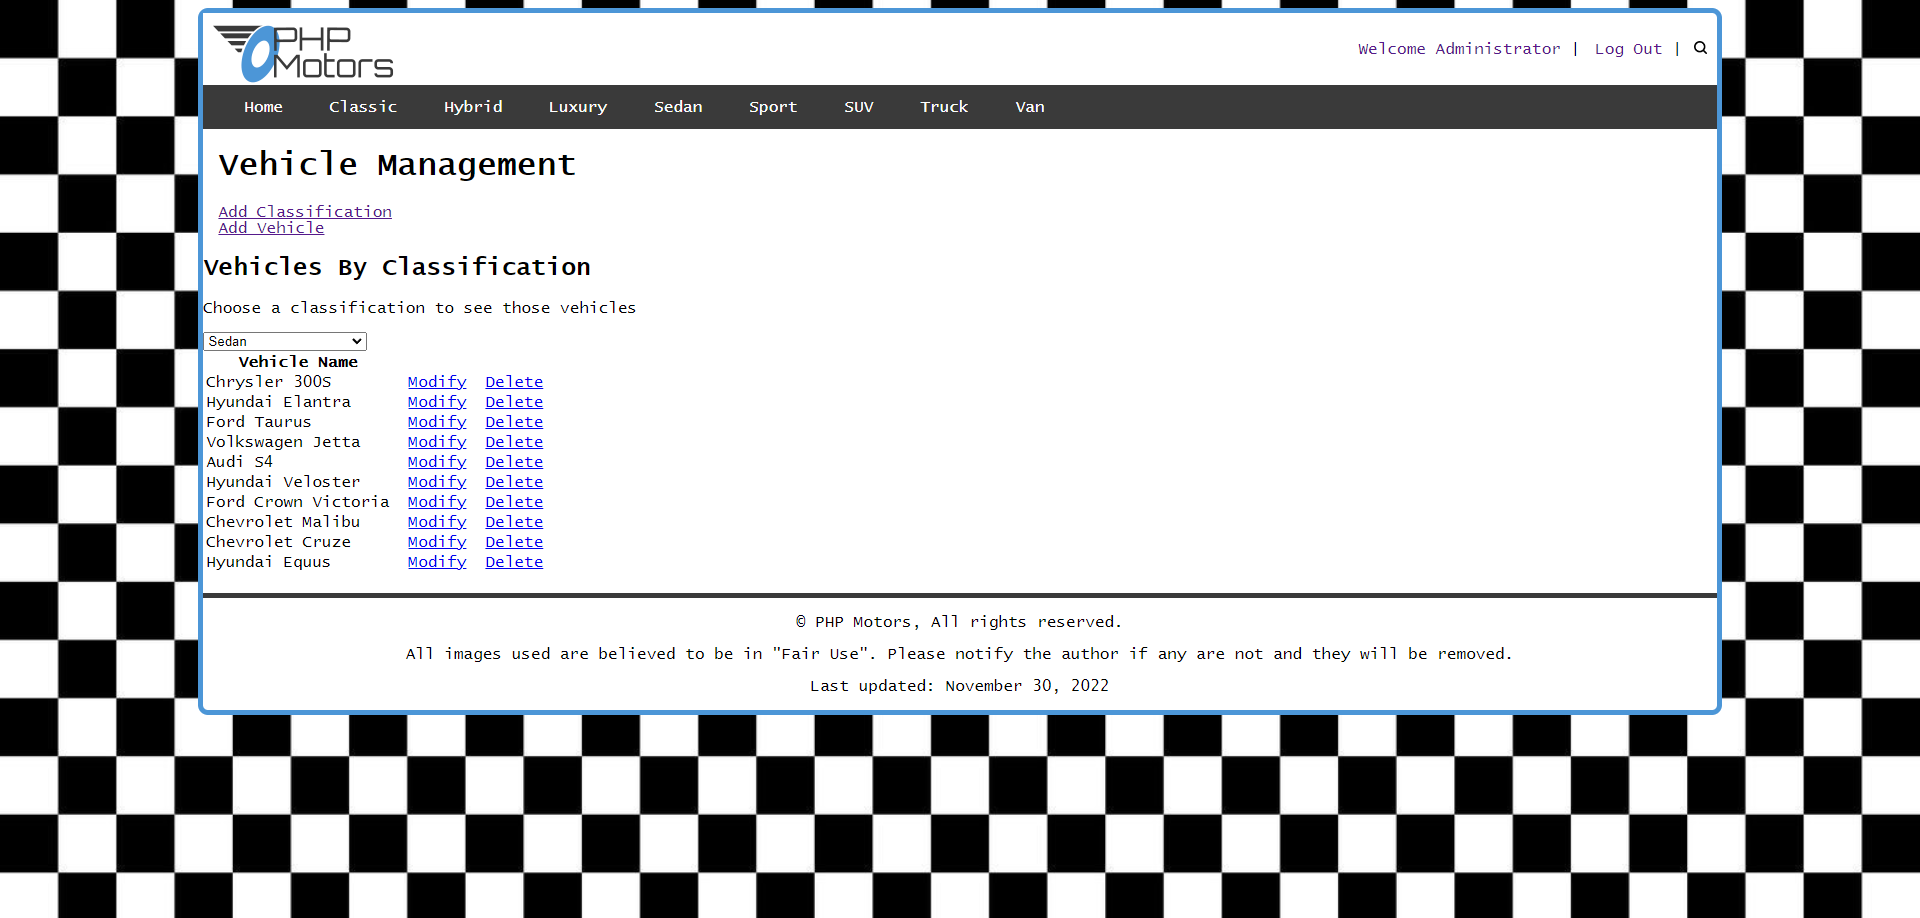 PHP
Motors
Welcome Administrator | Log Out |
Home Classic Hybrid Luxury Sedan Sport SUV Truck Van
Vehicle Management
Add Classification
Add Vehicle
Vehicles By Classification
Choose a classification to see those vehicles
Sedan
Vehicle Name
Chrysler 300S Modify Delete
Hyundai Elantra Modify Delete
Ford Taurus Modify Delete
Volkswagen Jetta Modify Delete
Audi S4 Modify Delete
Hyundai Veloster Modify Delete
Ford Crown Victoria Modify Delete
Chevrolet Malibu Modify Delete
Chevrolet Cruze Modify Delete
Hyundai Equus Modify Delete
© PHP Motors, All rights reserved.
All images used are believed to be in "Fair Use". Please notify the author if any are not and they will be removed.
Last updated: November 30, 2022